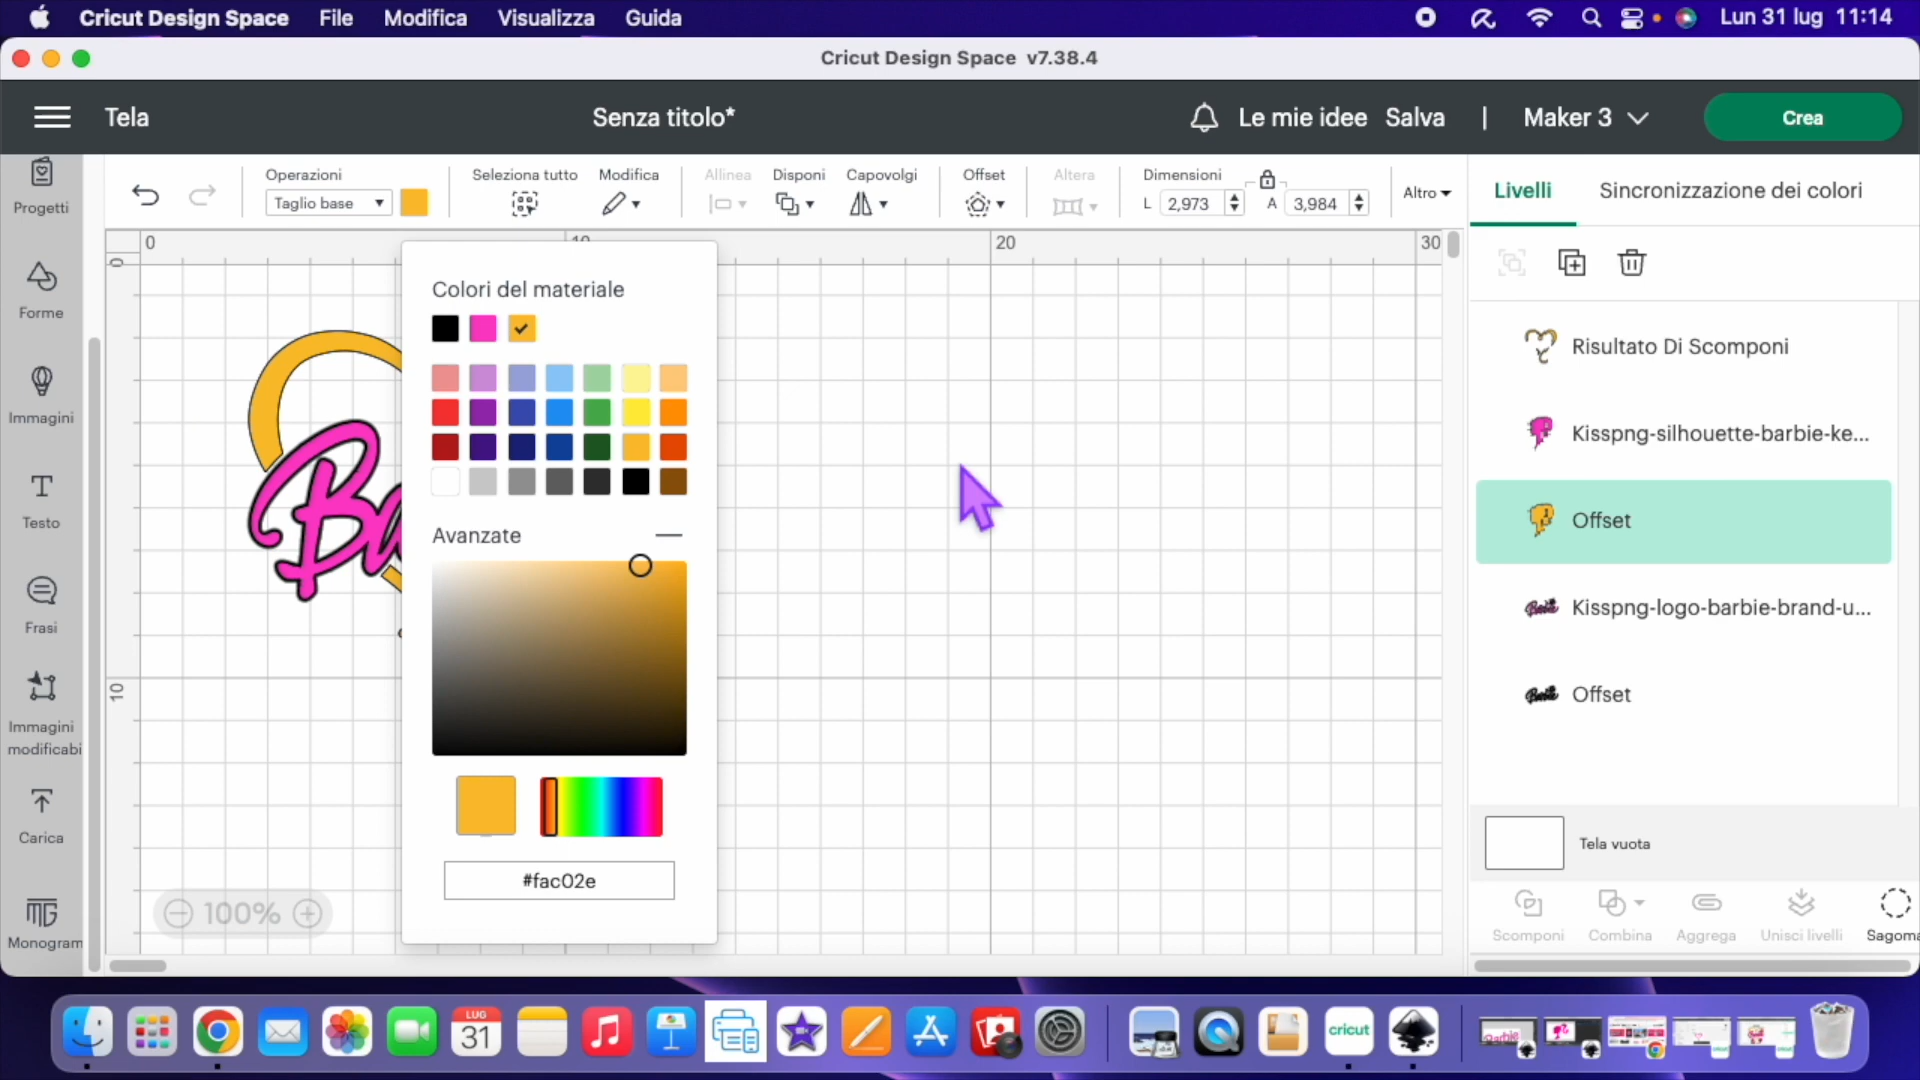 Cricut Design Space File Modifica Visualizza Guida Lun 31 lug 11:14
Cricut Design Space v7.38.4
Tela Senza titolo* Le mie idee Salva | Maker 3 Crea
Operazioni Seleziona tutto Modifica Allinea Disponi Capovolgi Offset Altera Dimensioni
Taglio base L 2,973 A 3,984 Altro
Livelli Sincronizzazione dei colori
Progetti
Forme
Immagini
Testo
Frasi
Immagini
modificabi
Carica
Monogram
0 10 20 30
0
10
Colori del materiale
Avanzate
#fac02e
100%
Risultato Di Scomponi
Kisspng-silhouette-barbie-ke...
Offset
Kisspng-logo-barbie-brand-u...
Offset
Tela vuota
Scomponi Combina Aggrega Unisci livelli Sagoma
LUG
31
cricut